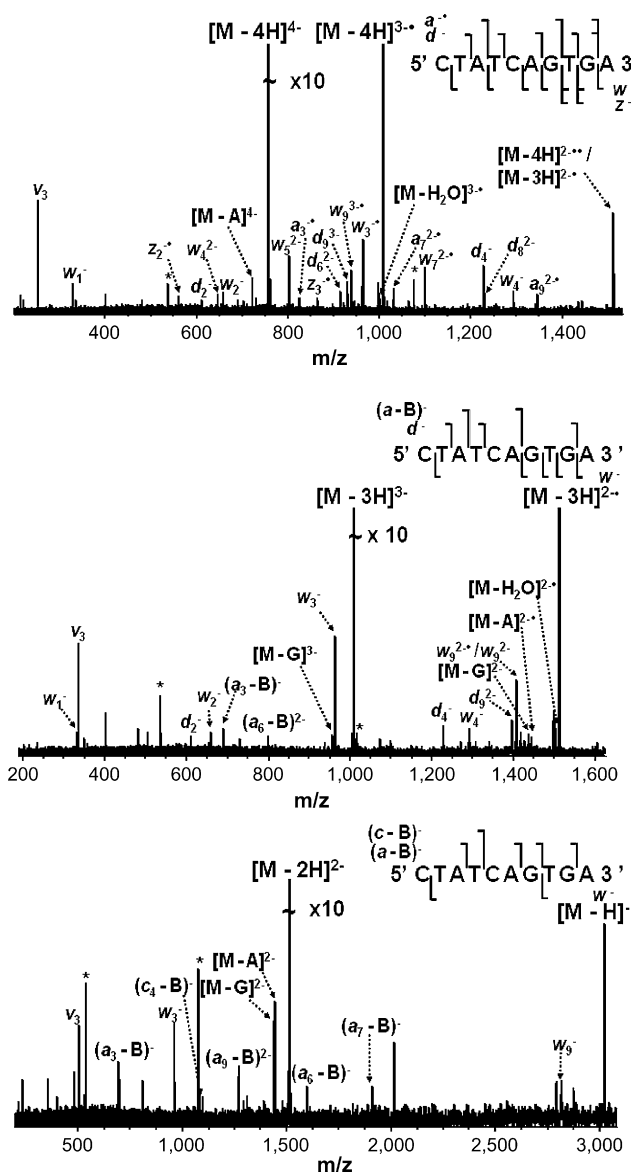 [M - 4H]⁴⁻ [M - 4H]³⁻•
a⁻•
d⁻
5' CTATCAGTGA 3'
w⁻
z⁻•
~ x10
[M - 4H]²⁻•• /
[M - 3H]²⁻•
v₃
w₁⁻
[M - A]⁴⁻
z₂⁻•
w₄²⁻
*
d₂⁻
w₂⁻
w₅²⁻
a₃⁻•
z₃⁻•
d₆²⁻
d₉³⁻
w₉³⁻•
w₃⁻•
[M - H₂O]³⁻•
a₇²⁻•
*
w₇²⁻•
d₄⁻
d₈²⁻
w₄⁻
a₉²⁻•
400 600 800 1,000 1,200 1,400
m/z
(a-B)⁻
d⁻
5' CTATCAGTGA 3 '
w⁻
[M - 3H]³⁻ [M - 3H]²⁻•
~ x 10
v₃
w₁⁻
*
d₂⁻
w₂⁻
(a₃ – B)⁻
(a₆ – B)²⁻
[M - G]³⁻
w₃⁻
*
d₄⁻
w₄⁻
d₉²⁻
[M - G]²⁻
w₉²⁻•/w₉²⁻
[M - A]²⁻•
[M - H₂O]²⁻•
200 400 600 800 1,000 1,200 1,400 1,600
m/z
(c – B)⁻
(a – B)⁻
5' CTATCAGTGA 3 '
w⁻
[M - 2H]²⁻
~ x10
[M - H]⁻
v₃
*
(a₃ – B)⁻
(c₄ – B)⁻
w₃⁻
*
[M - A]²⁻
[M - G]²⁻
(a₉ – B)²⁻
(a₆ – B)⁻
(a₇ – B)⁻
w₉⁻
500 1,000 1,500 2,000 2,500 3,000
m/z